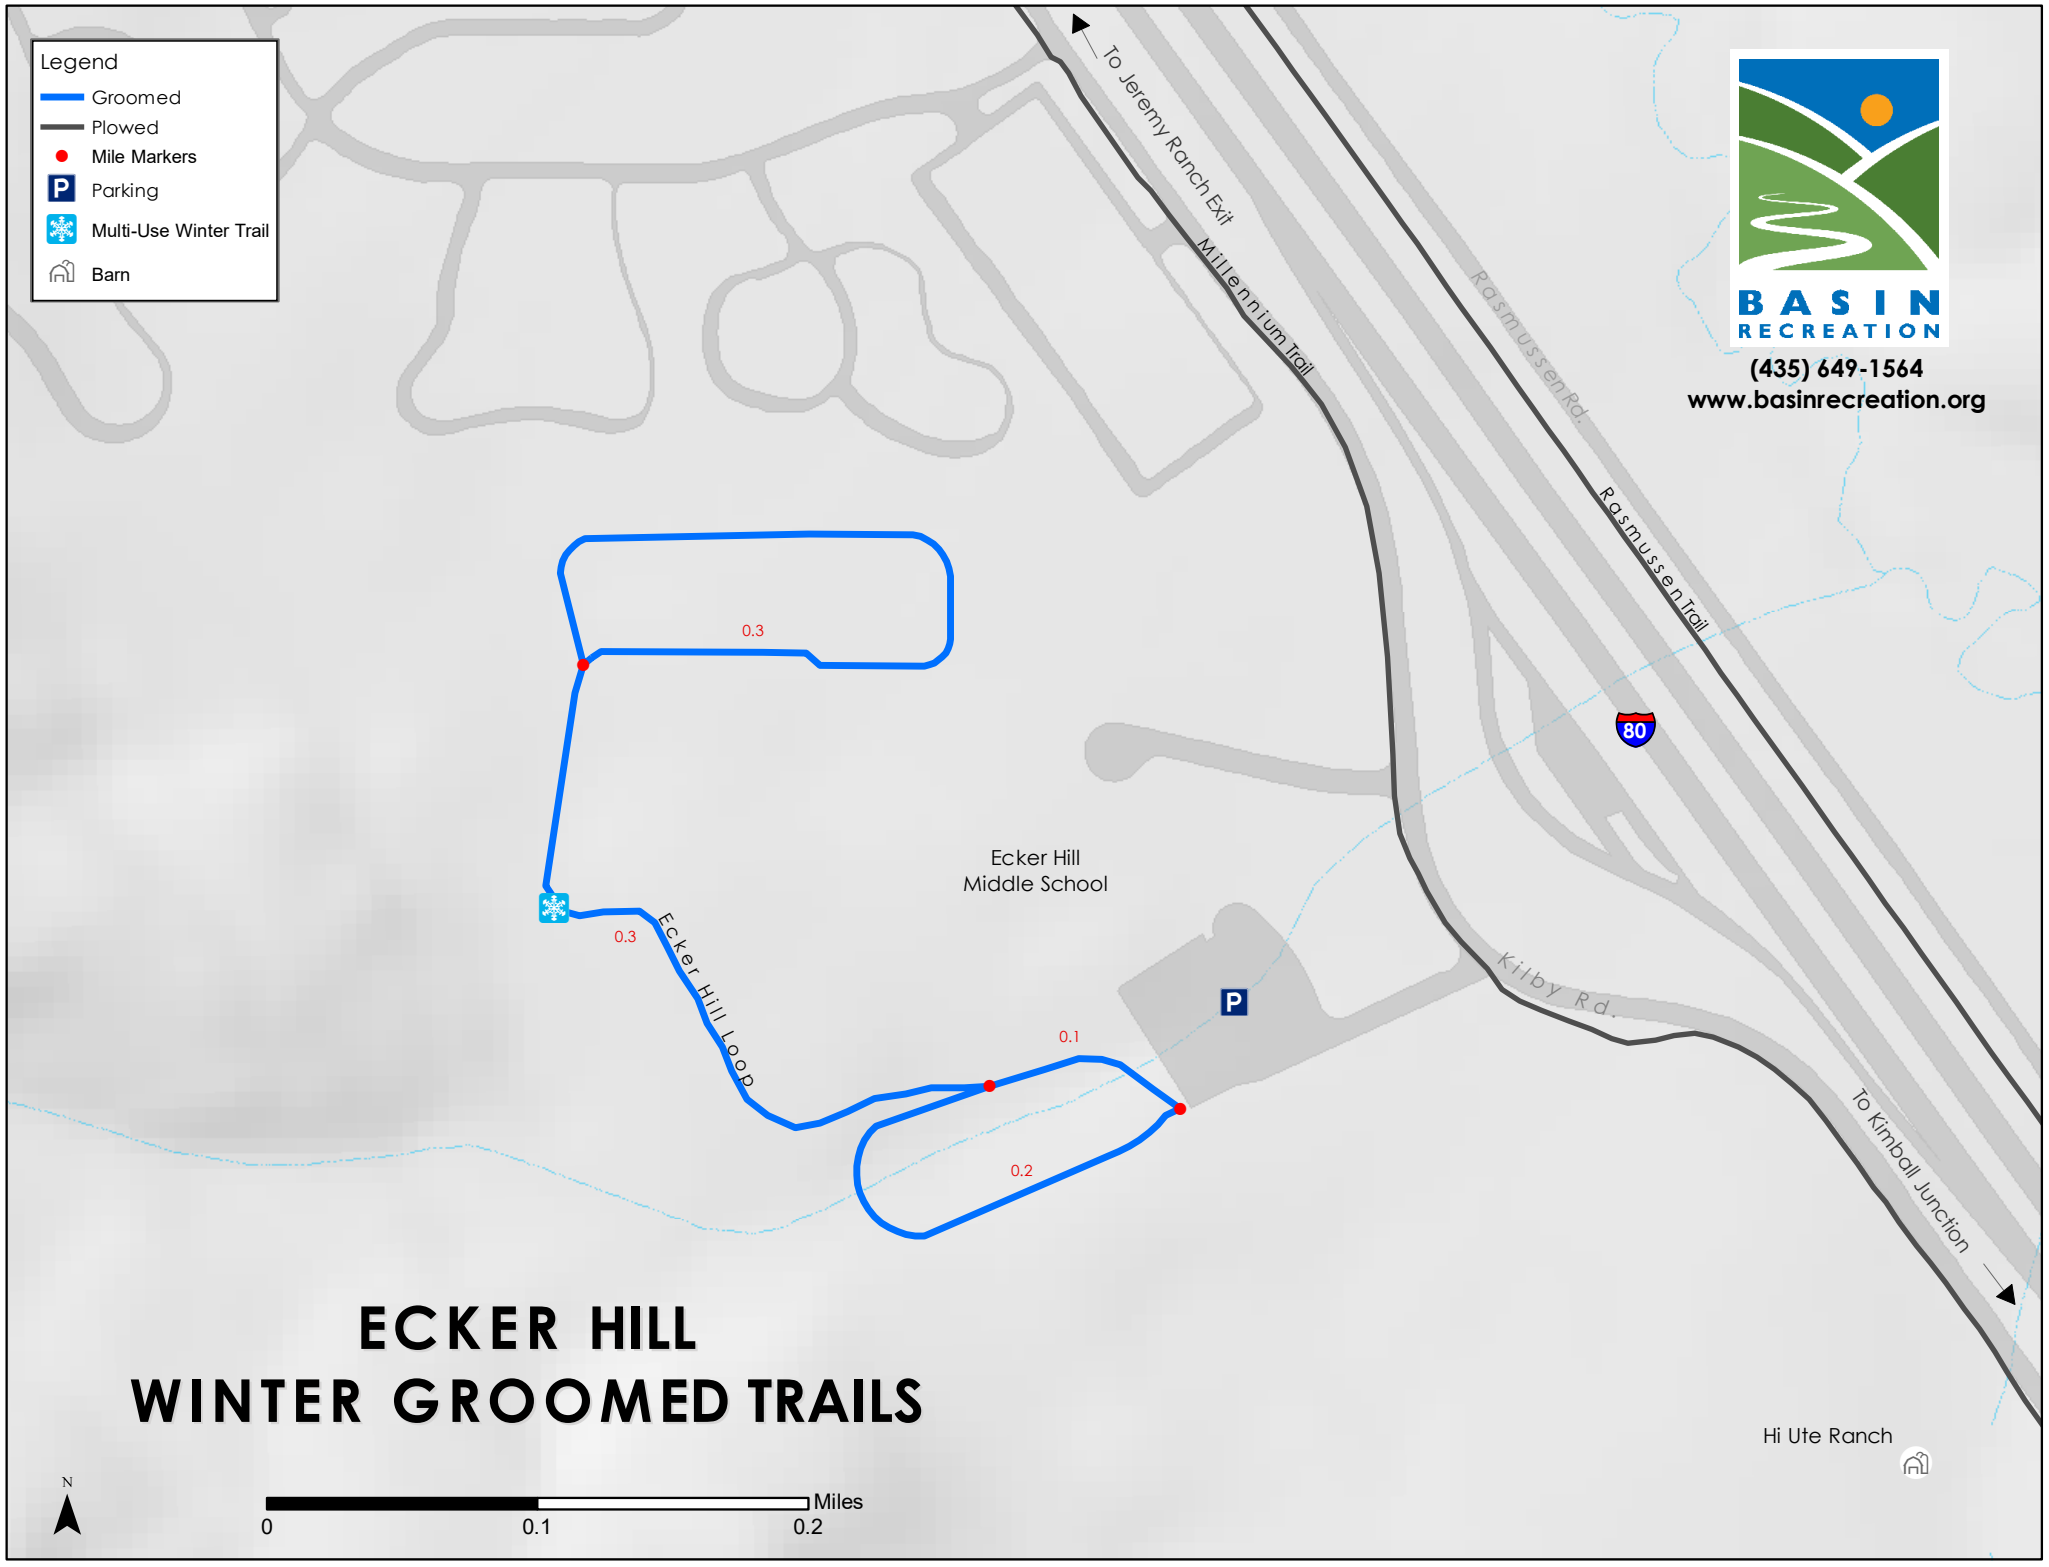 Legend
Groomed
Plowed
Mile Markers
P
Parking
Multi-Use Winter Trail
Barn
To Jeremy Ranch Exit
Millennium Trail
Rasmussen Rd.
Rasmussen Trail
BASIN
RECREATION
(435) 649-1564
www.basinrecreation.org
0.3
80
Ecker Hill
Middle School
0.3
Ecker Hill Loop
P
Kilby Rd.
0.1
0.2
To Kimball Junction
ECKER HILL
WINTER GROOMED TRAILS
Hi Ute Ranch
N
Miles
0 0.1 0.2